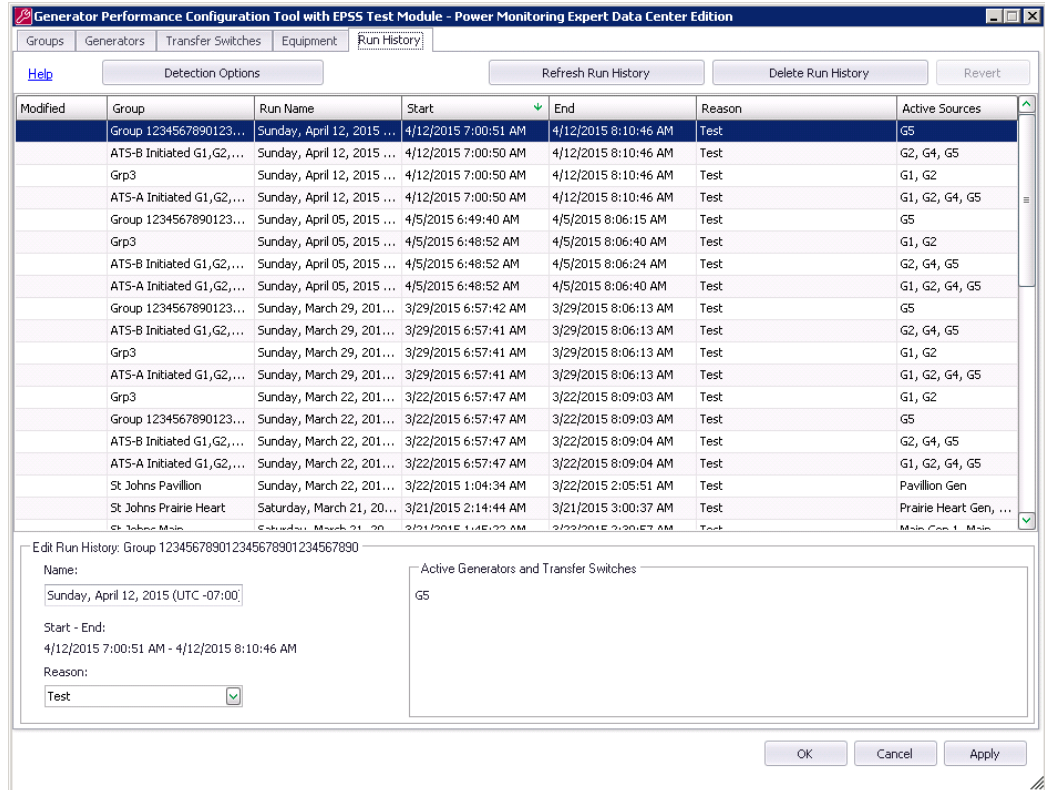 Generator Performance Configuration Tool with EPSS Test Module - Power Monitoring Expert Data Center Edition
Groups Generators Transfer Switches Equipment Run History
Help Detection Options Refresh Run History Delete Run History Revert
Modified Group Run Name Start End Reason Active Sources
Group 1234567890123... Sunday, April 12, 2015 ... 4/12/2015 7:00:51 AM 4/12/2015 8:10:46 AM Test G5
ATS-B Initiated G1,G2,... Sunday, April 12, 2015 ... 4/12/2015 7:00:50 AM 4/12/2015 8:10:46 AM Test G2, G4, G5
Grp3 Sunday, April 12, 2015 ... 4/12/2015 7:00:50 AM 4/12/2015 8:10:46 AM Test G1, G2
ATS-A Initiated G1,G2,... Sunday, April 12, 2015 ... 4/12/2015 7:00:50 AM 4/12/2015 8:10:46 AM Test G1, G2, G4, G5
Group 1234567890123... Sunday, April 05, 2015 ... 4/5/2015 6:49:40 AM 4/5/2015 8:06:15 AM Test G5
Grp3 Sunday, April 05, 2015 ... 4/5/2015 6:48:52 AM 4/5/2015 8:06:40 AM Test G1, G2
ATS-B Initiated G1,G2,... Sunday, April 05, 2015 ... 4/5/2015 6:48:52 AM 4/5/2015 8:06:24 AM Test G2, G4, G5
ATS-A Initiated G1,G2,... Sunday, April 05, 2015 ... 4/5/2015 6:48:52 AM 4/5/2015 8:06:40 AM Test G1, G2, G4, G5
Group 1234567890123... Sunday, March 29, 201... 3/29/2015 6:57:42 AM 3/29/2015 8:06:13 AM Test G5
ATS-B Initiated G1,G2,... Sunday, March 29, 201... 3/29/2015 6:57:41 AM 3/29/2015 8:06:13 AM Test G2, G4, G5
Grp3 Sunday, March 29, 201... 3/29/2015 6:57:41 AM 3/29/2015 8:06:13 AM Test G1, G2
ATS-A Initiated G1,G2,... Sunday, March 29, 201... 3/29/2015 6:57:41 AM 3/29/2015 8:06:13 AM Test G1, G2, G4, G5
Grp3 Sunday, March 22, 201... 3/22/2015 6:57:47 AM 3/22/2015 8:09:03 AM Test G1, G2
Group 1234567890123... Sunday, March 22, 201... 3/22/2015 6:57:47 AM 3/22/2015 8:09:03 AM Test G5
ATS-B Initiated G1,G2,... Sunday, March 22, 201... 3/22/2015 6:57:47 AM 3/22/2015 8:09:04 AM Test G2, G4, G5
ATS-A Initiated G1,G2,... Sunday, March 22, 201... 3/22/2015 6:57:47 AM 3/22/2015 8:09:04 AM Test G1, G2, G4, G5
St Johns Pavillion Sunday, March 22, 201... 3/22/2015 1:04:34 AM 3/22/2015 2:05:51 AM Test Pavillion Gen
St Johns Prairie Heart Saturday, March 21, 20... 3/21/2015 2:14:44 AM 3/21/2015 3:00:37 AM Test Prairie Heart Gen, ...
St Johns Main Saturday, March 21, 20... 3/21/2015 1:45:22 AM Test Main Gen 1, Main
Edit Run History: Group 123456789012345678901234567890
Name: Active Generators and Transfer Switches
Sunday, April 12, 2015 (UTC -07:00 G5
Start - End:
4/12/2015 7:00:51 AM - 4/12/2015 8:10:46 AM
Reason:
Test
OK Cancel Apply